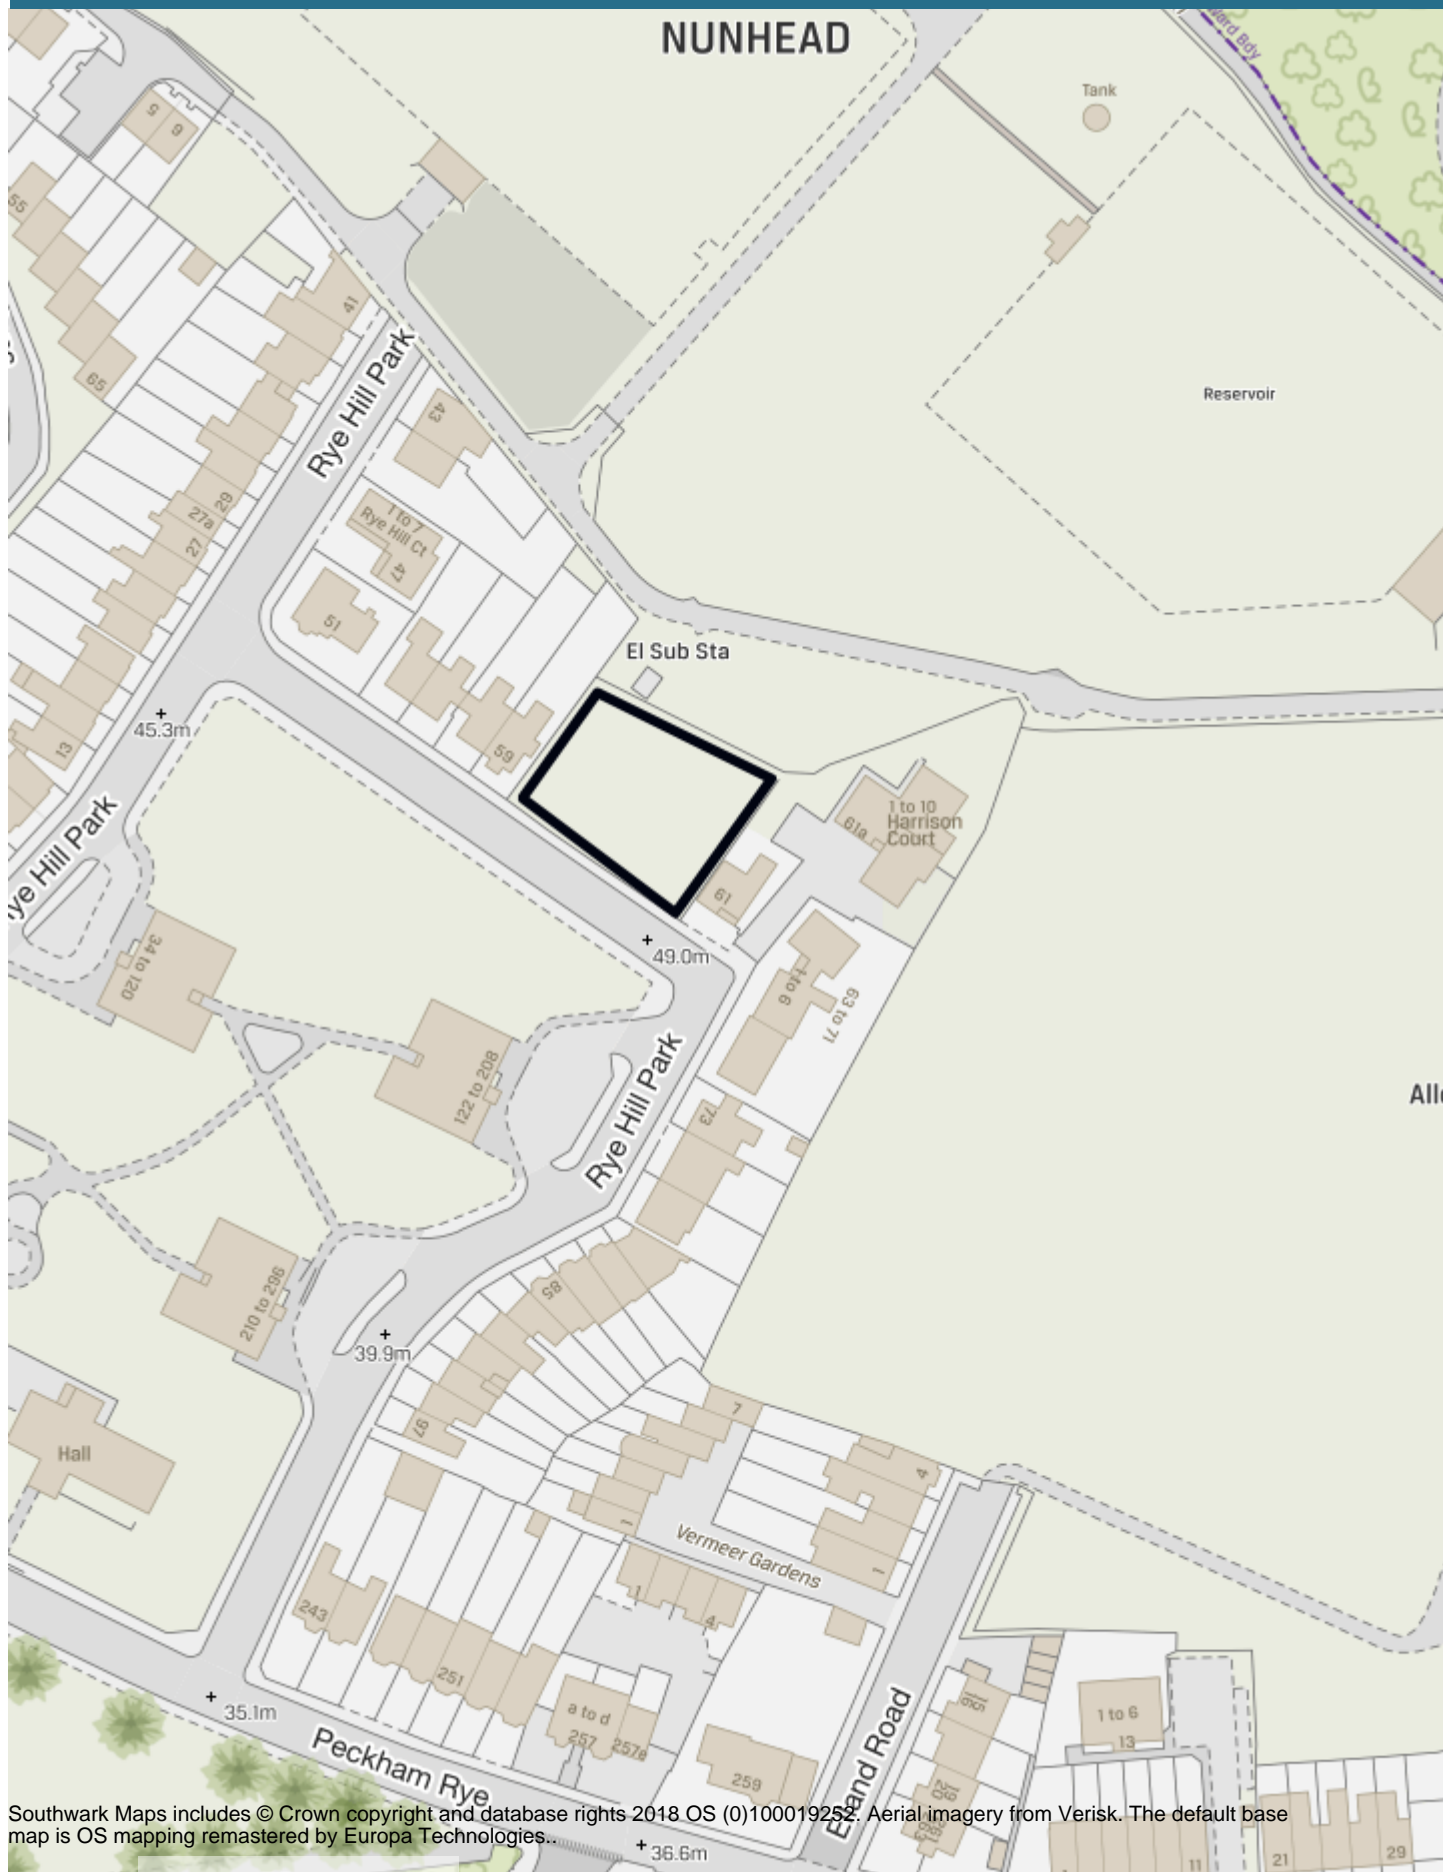 NUNHEAD
Ward Bdy
Tank
5
6
55
41
65
Rye Hill Park
Reservoir
43
29
27a
27
1 to 7
Rye Hill Ct
47
51
El Sub Sta
45.3m
13
59
1 to 10
Harrison
Court
61a
61
Rye Hill Park
49.0m
34 to 120
1 to 6
63 to 71
122 to 208
Rye Hill Park
73
210 to 296
85
39.9m
97
7
Hall
4
1
Vermeer Gardens
1
1
4
243
251
35.1m
a to d
257
257e
1 to 6
13
259
Peckham Rye
Eland Road
Southwark Maps includes © Crown copyright and database rights 2018 OS (0)100019252. Aerial imagery from Verisk. The default base
map is OS mapping remastered by Europa Technologies..
36.6m
11
21
29